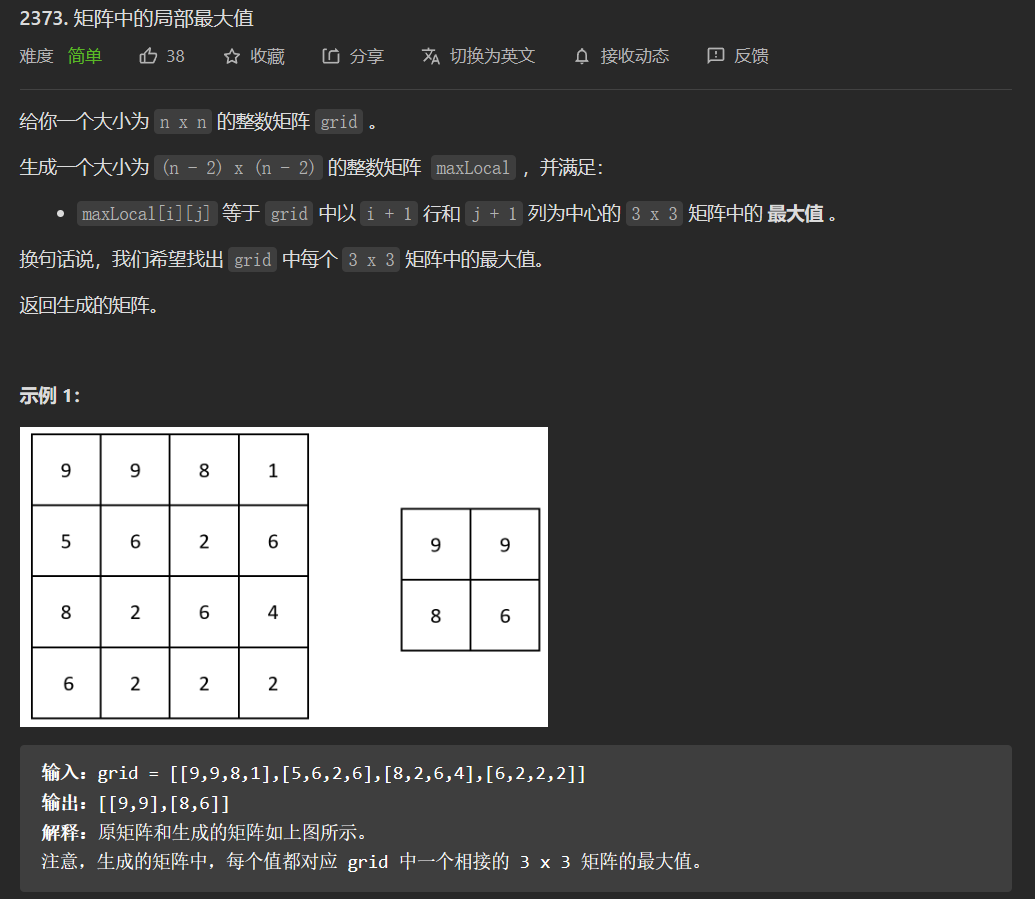 2373. 矩阵中的局部最大值
难度 简单 38 收藏 分享 切换为英文 接收动态 反馈
给你一个大小为 n x n 的整数矩阵 grid 。
生成一个大小为 (n - 2) x (n - 2) 的整数矩阵 maxLocal ，并满足：
• maxLocal[i][j] 等于 grid 中以 i + 1 行和 j + 1 列为中心的 3 x 3 矩阵中的 最大值 。
换句话说，我们希望找出 grid 中每个 3 x 3 矩阵中的最大值。
返回生成的矩阵。
示例 1：
9 9 8 1
5 6 2 6
8 2 6 4
6 2 2 2
9 9
8 6
输入：grid = [[9,9,8,1],[5,6,2,6],[8,2,6,4],[6,2,2,2]]
输出：[[9,9],[8,6]]
解释：原矩阵和生成的矩阵如上图所示。
注意，生成的矩阵中，每个值都对应 grid 中一个相接的 3 x 3 矩阵的最大值。